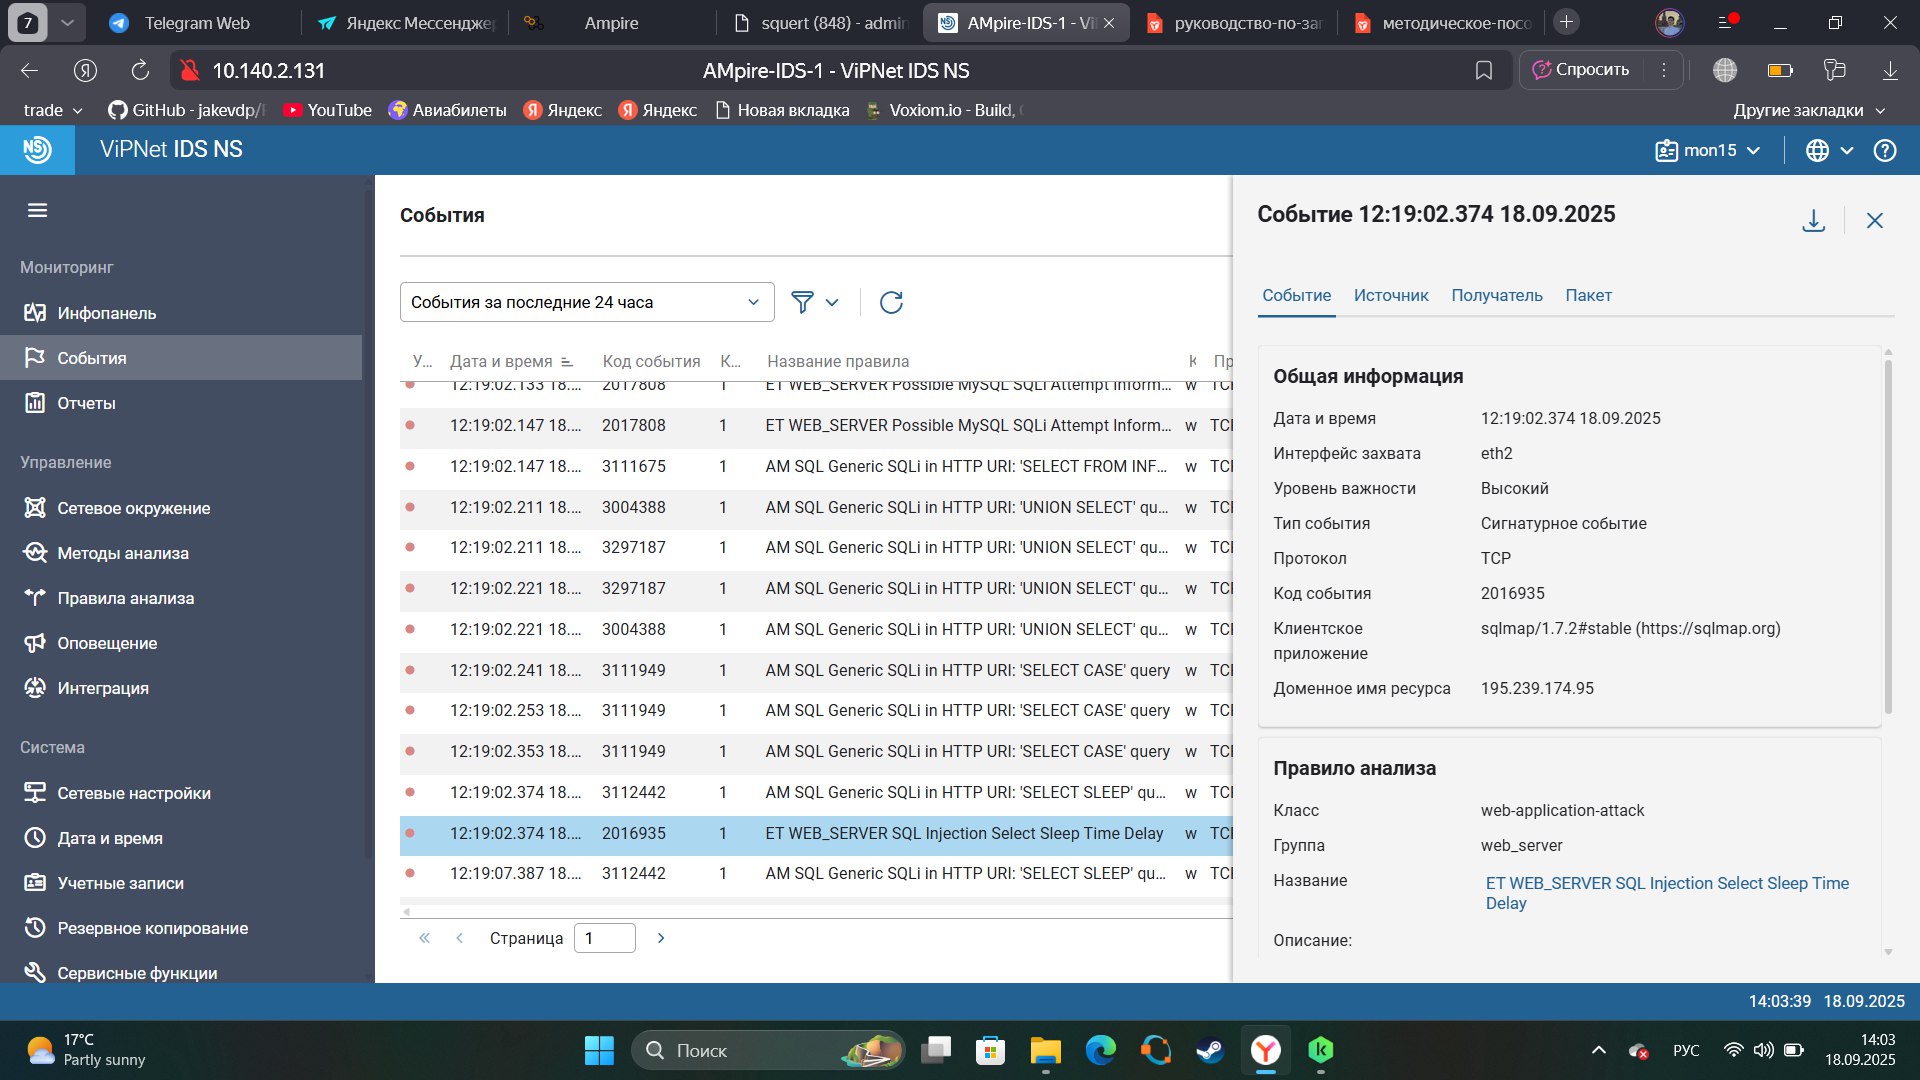 7
Telegram Web
Яндекс Мессендже
Ampire
squert (848) - admin
AMpire-IDS-1 - Vi
руководство-по-за
методическое-посо
10.140.2.131
AMpire-IDS-1 - ViPNet IDS NS
Спросить
trade
GitHub - jakevdp/
YouTube
Авиабилеты
Яндекс
Яндекс
Новая вкладка
Voxiom.io - Build,
Другие закладки
NS
ViPNet IDS NS
mon15
Мониторинг
Инфопанель
События
Отчеты
Управление
Сетевое окружение
Методы анализа
Правила анализа
Оповещение
Интеграция
Система
Сетевые настройки
Дата и время
Учетные записи
Резервное копирование
Сервисные функции
События
События за последние 24 часа
У... Дата и время Код события К... Название правила К Пр
12:19:02.133 18.... 2017808 1 ET WEB_SERVER Possible MySQL SQLi Attempt Inform... w TCI
12:19:02.147 18.... 2017808 1 ET WEB_SERVER Possible MySQL SQLi Attempt Inform... w TCI
12:19:02.147 18.... 3111675 1 AM SQL Generic SQLi in HTTP URI: 'SELECT FROM INF... w TCI
12:19:02.211 18.... 3004388 1 AM SQL Generic SQLi in HTTP URI: 'UNION SELECT' qu... w TCI
12:19:02.211 18.... 3297187 1 AM SQL Generic SQLi in HTTP URI: 'UNION SELECT' qu... w TCI
12:19:02.221 18.... 3297187 1 AM SQL Generic SQLi in HTTP URI: 'UNION SELECT' qu... w TCI
12:19:02.221 18.... 3004388 1 AM SQL Generic SQLi in HTTP URI: 'UNION SELECT' qu... w TCI
12:19:02.241 18.... 3111949 1 AM SQL Generic SQLi in HTTP URI: 'SELECT CASE' query w TCI
12:19:02.253 18.... 3111949 1 AM SQL Generic SQLi in HTTP URI: 'SELECT CASE' query w TCI
12:19:02.353 18.... 3111949 1 AM SQL Generic SQLi in HTTP URI: 'SELECT CASE' query w TCI
12:19:02.374 18.... 3112442 1 AM SQL Generic SQLi in HTTP URI: 'SELECT SLEEP' qu... w TCI
12:19:02.374 18.... 2016935 1 ET WEB_SERVER SQL Injection Select Sleep Time Delay w TCI
12:19:07.387 18.... 3112442 1 AM SQL Generic SQLi in HTTP URI: 'SELECT SLEEP' qu... w TCI
Страница 1
Событие 12:19:02.374 18.09.2025
Событие Источник Получатель Пакет
Общая информация
Дата и время 12:19:02.374 18.09.2025
Интерфейс захвата eth2
Уровень важности Высокий
Тип события Сигнатурное событие
Протокол TCP
Код события 2016935
Клиентское приложение sqlmap/1.7.2#stable (https://sqlmap.org)
Доменное имя ресурса 195.239.174.95
Правило анализа
Класс web-application-attack
Группа web_server
Название ET WEB_SERVER SQL Injection Select Sleep Time
Delay
Описание:
14:03:39 18.09.2025
17°C
Partly sunny
Поиск
РУС
14:03
18.09.2025